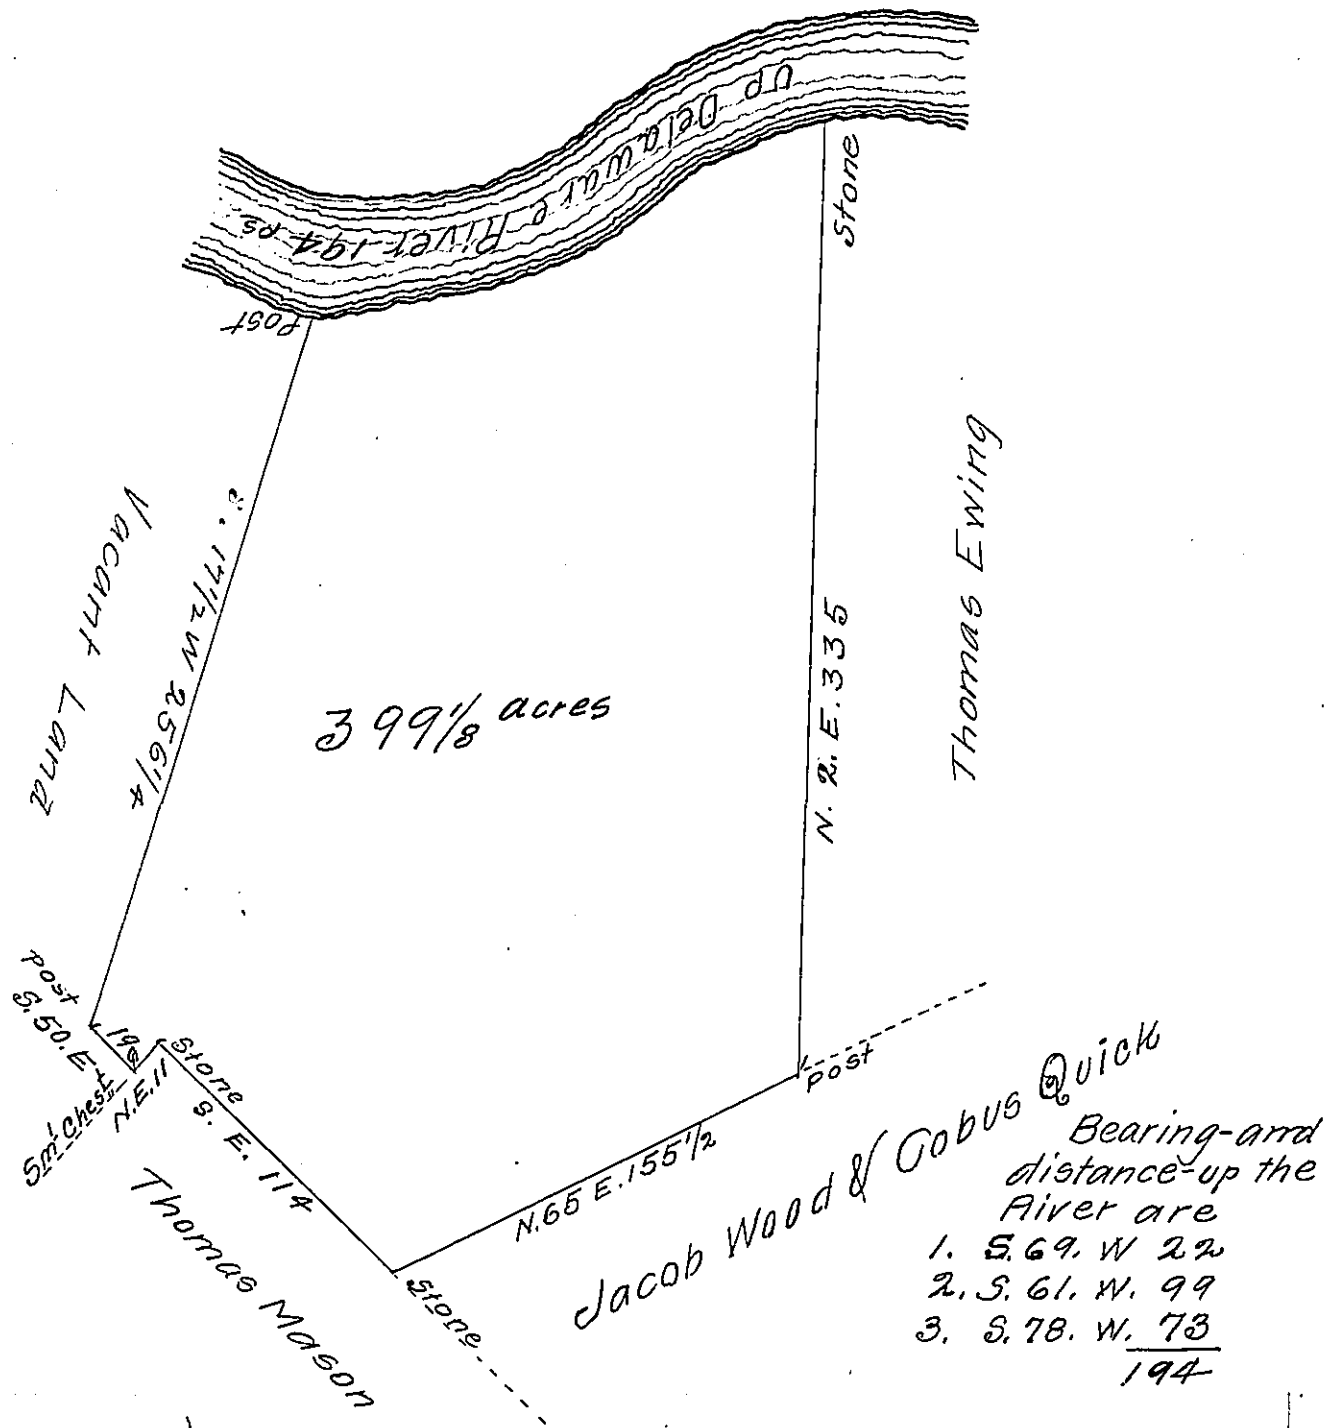 Up Delaware River 194 ps.
Stone
Post
Vacant Land
S. 17 1/2 W 256 1/4
399 1/8 acres
N. 2. E. 335
Thomas Ewing
Post
S. 50. E
19
Sm'l Chest
N.E. 11
Stone
S. E. 114
Thomas Mason
Stone
N. 65 E. 155 1/2
Post
Jacob Wood & Cobus Quick
Bearing and
distance up the
River are
1. S. 69. W 22
2. S. 61. W. 99
3. S. 78. W. 73
194